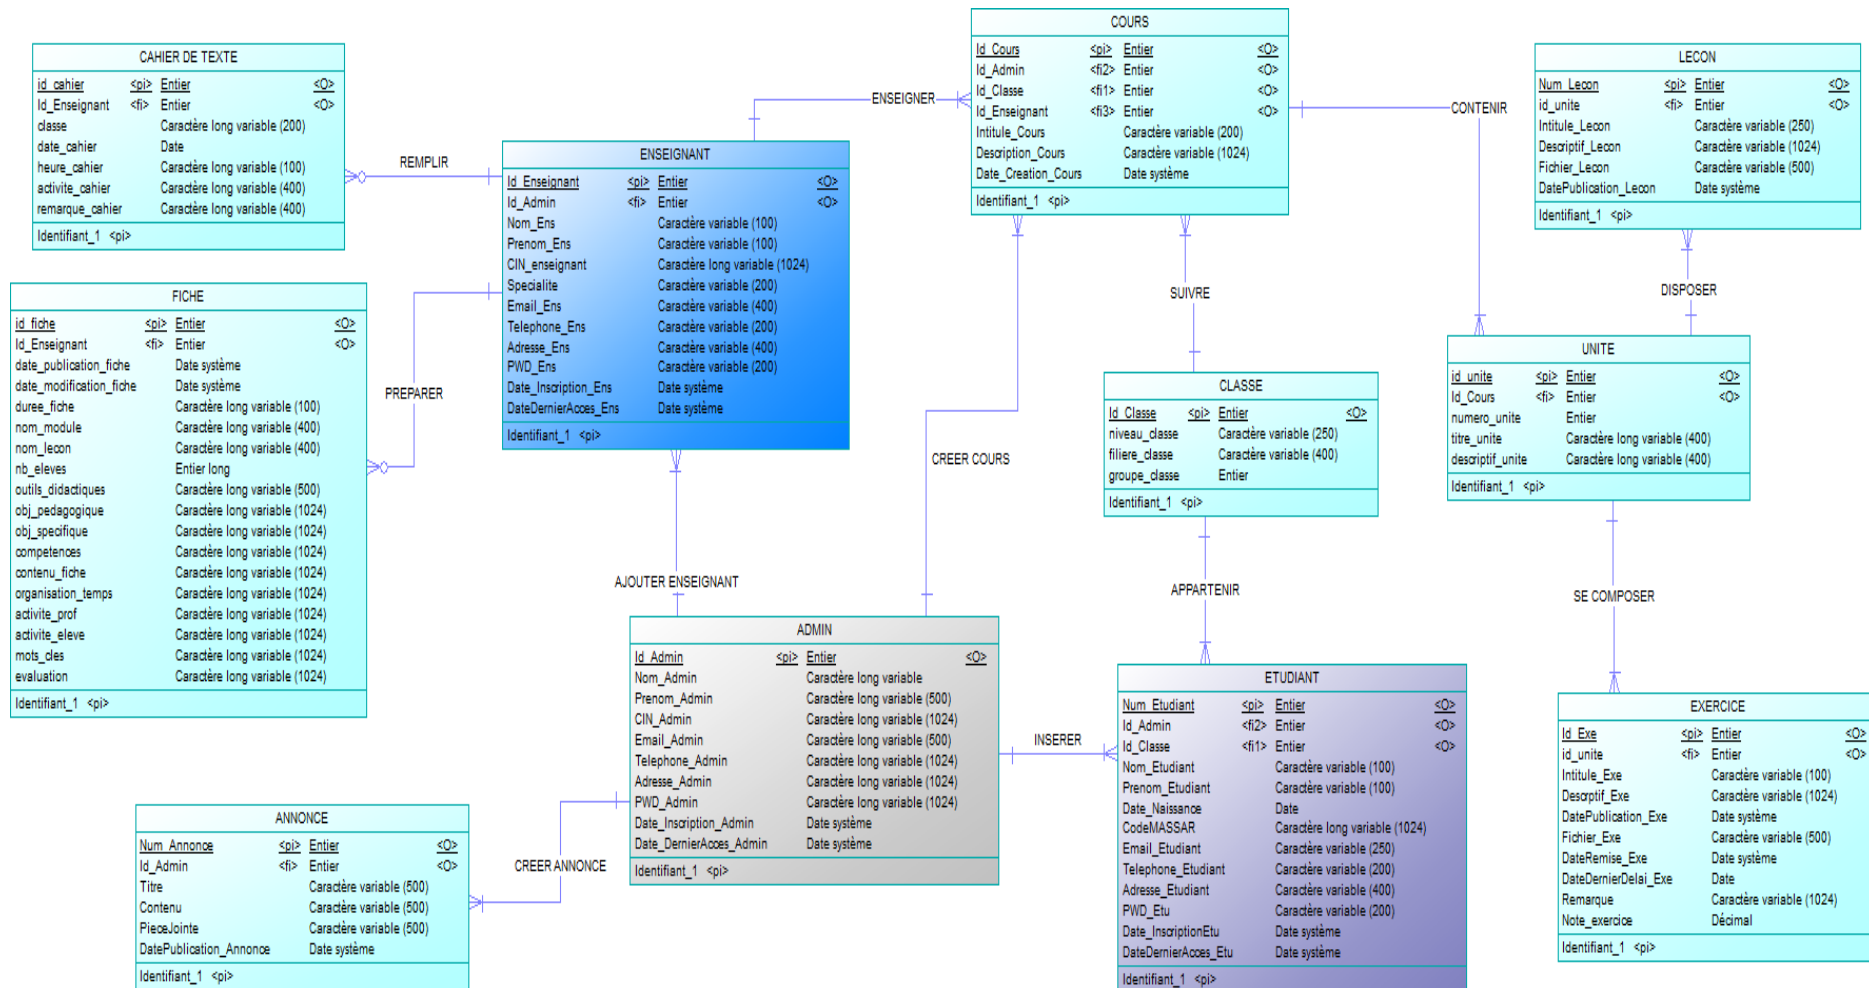 CAHIER DE TEXTE
id_cahier <pi> Entier <O>
Id_Enseignant <fi> Entier <O>
classe Caractère long variable (200)
date_cahier Date
heure_cahier Caractère long variable (100)
activite_cahier Caractère long variable (400)
remarque_cahier Caractère long variable (400)
Identifiant_1 <pi>
REMPLIR
FICHE
id_fiche <pi> Entier <O>
Id_Enseignant <fi> Entier <O>
date_publication_fiche Date système
date_modification_fiche Date système
duree_fiche Caractère long variable (100)
nom_module Caractère long variable (400)
nom_lecon Caractère long variable (400)
nb_eleves Entier long
outils_didactiques Caractère long variable (500)
obj_pedagogique Caractère long variable (1024)
obj_specifique Caractère long variable (1024)
competences Caractère long variable (1024)
contenu_fiche Caractère long variable (1024)
organisation_temps Caractère long variable (1024)
activite_prof Caractère long variable (1024)
activite_eleve Caractère long variable (1024)
mots_cles Caractère long variable (1024)
evaluation Caractère long variable (1024)
Identifiant_1 <pi>
PREPARER
ENSEIGNANT
Id_Enseignant <pi> Entier <O>
Id_Admin <fi> Entier <O>
Nom_Ens Caractère variable (100)
Prenom_Ens Caractère variable (100)
CIN_enseignant Caractère long variable (1024)
Specialite Caractère variable (200)
Email_Ens Caractère variable (400)
Telephone_Ens Caractère variable (200)
Adresse_Ens Caractère variable (400)
PWD_Ens Caractère variable (200)
Date_Inscription_Ens Date système
DateDernierAcces_Ens Date système
Identifiant_1 <pi>
ENSEIGNER
COURS
Id_Cours <pi> Entier <O>
Id_Admin <fi2> Entier <O>
Id_Classe <fi1> Entier <O>
Id_Enseignant <fi3> Entier <O>
Intitule_Cours Caractère variable (200)
Description_Cours Caractère variable (1024)
Date_Creation_Cours Date système
Identifiant_1 <pi>
CONTENIR
LECON
Num_Lecon <pi> Entier <O>
id_unite <fi> Entier <O>
Intitule_Lecon Caractère variable (250)
Descriptif_Lecon Caractère variable (1024)
Fichier_Lecon Caractère variable (500)
DatePublication_Lecon Date système
Identifiant_1 <pi>
DISPOSER
SUIVRE
UNITE
id_unite <pi> Entier <O>
Id_Cours <fi> Entier <O>
numero_unite Entier
titre_unite Caractère long variable (400)
descriptif_unite Caractère long variable (400)
Identifiant_1 <pi>
CLASSE
Id_Classe <pi> Entier <O>
niveau_classe Caractère variable (250)
filiere_classe Caractère variable (400)
groupe_classe Entier
Identifiant_1 <pi>
CREER COURS
AJOUTER ENSEIGNANT
APPARTENIR
SE COMPOSER
ADMIN
Id_Admin <pi> Entier <O>
Nom_Admin Caractère long variable
Prenom_Admin Caractère long variable (500)
CIN_Admin Caractère long variable (1024)
Email_Admin Caractère long variable (500)
Telephone_Admin Caractère long variable (1024)
Adresse_Admin Caractère long variable (1024)
PWD_Admin Caractère long variable (1024)
Date_Inscription_Admin Date système
Date_DernierAcces_Admin Date système
Identifiant_1 <pi>
INSERER
ETUDIANT
Num_Etudiant <pi> Entier <O>
Id_Admin <fi2> Entier <O>
Id_Classe <fi1> Entier <O>
Nom_Etudiant Caractère variable (100)
Prenom_Etudiant Caractère variable (100)
Date_Naissance Date
CodeMASSAR Caractère long variable (1024)
Email_Etudiant Caractère variable (250)
Telephone_Etudiant Caractère variable (200)
Adresse_Etudiant Caractère variable (400)
PWD_Etu Caractère variable (200)
Date_InscriptionEtu Date système
DateDernierAcces_Etu Date système
Identifiant_1 <pi>
EXERCICE
Id_Exe <pi> Entier <O>
id_unite <fi> Entier <O>
Intitule_Exe Caractère variable (100)
Descrptif_Exe Caractère variable (1024)
DatePublication_Exe Date système
Fichier_Exe Caractère variable (500)
DateRemise_Exe Date système
DateDernierDelai_Exe Date
Remarque Caractère variable (1024)
Note_exercice Décimal
Identifiant_1 <pi>
CREER ANNONCE
ANNONCE
Num_Annonce <pi> Entier <O>
Id_Admin <fi> Entier <O>
Titre Caractère variable (500)
Contenu Caractère variable (500)
PieceJointe Caractère variable (500)
DatePublication_Annonce Date système
Identifiant_1 <pi>